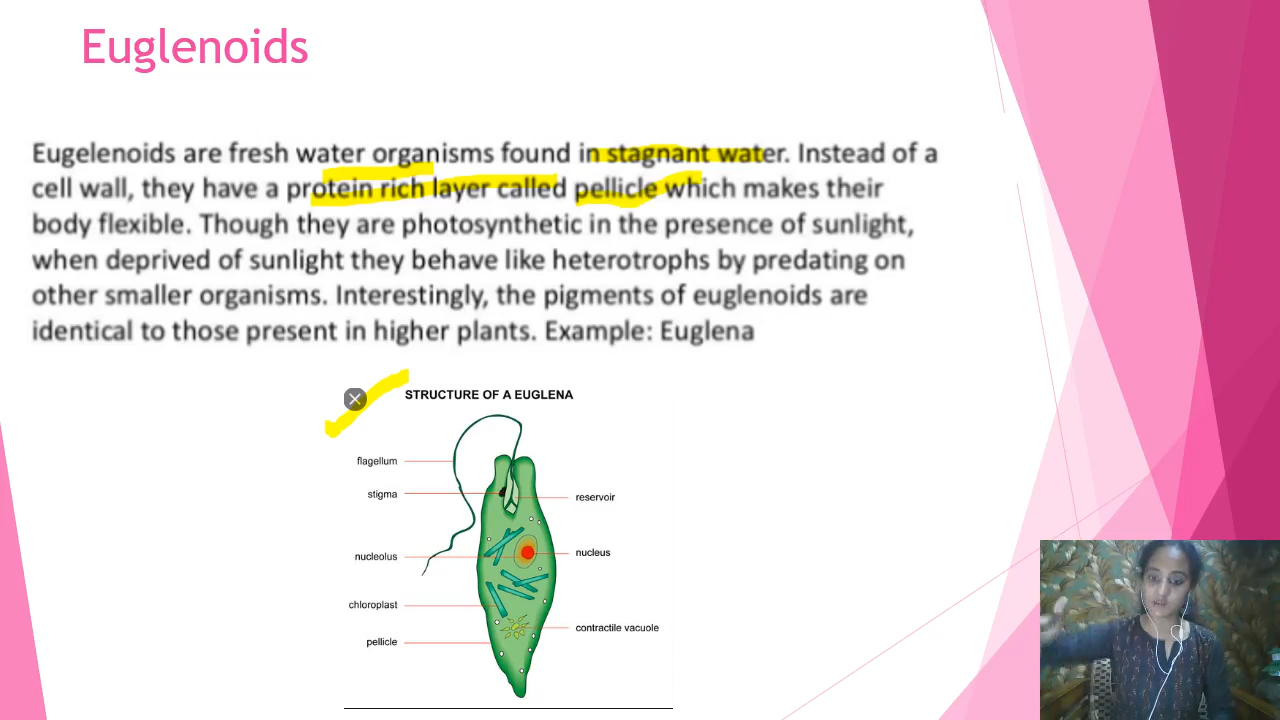 Euglenoids
Eugelenoids are fresh water organisms found in stagnant water. Instead of a
cell wall, they have a protein rich layer called pellicle which makes their
body flexible. Though they are photosynthetic in the presence of sunlight,
when deprived of sunlight they behave like heterotrophs by predating on
other smaller organisms. Interestingly, the pigments of euglenoids are
identical to those present in higher plants. Example: Euglena
STRUCTURE OF A EUGLENA
flagellum
stigma
reservoir
nucleolus
nucleus
chloroplast
contractile vacuole
pellicle